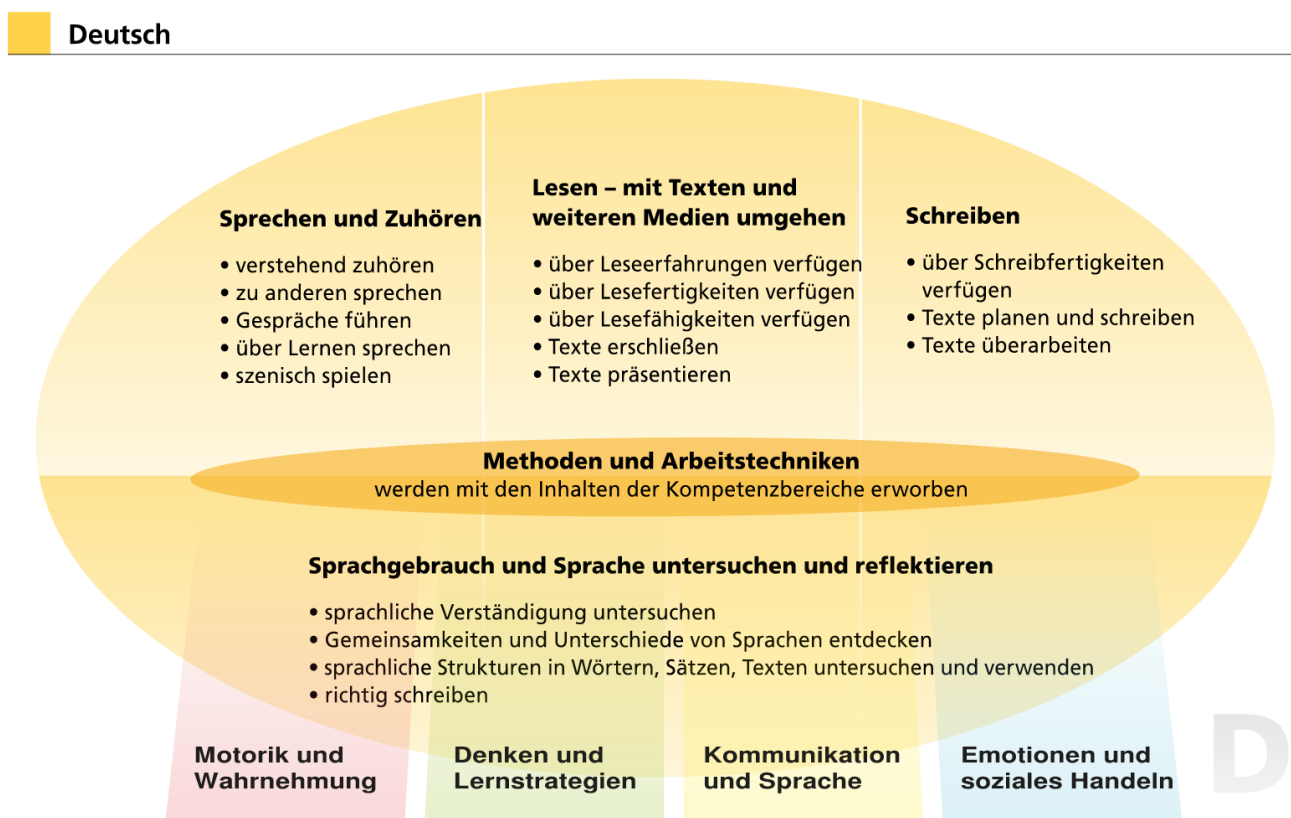 Deutsch
Sprechen und Zuhören
• verstehend zuhören
• zu anderen sprechen
• Gespräche führen
• über Lernen sprechen
• szenisch spielen
Lesen – mit Texten und
weiteren Medien umgehen
• über Leseerfahrungen verfügen
• über Lesefertigkeiten verfügen
• über Lesefähigkeiten verfügen
• Texte erschließen
• Texte präsentieren
Schreiben
• über Schreibfertigkeiten
verfügen
• Texte planen und schreiben
• Texte überarbeiten
Methoden und Arbeitstechniken
werden mit den Inhalten der Kompetenzbereiche erworben
Sprachgebrauch und Sprache untersuchen und reflektieren
• sprachliche Verständigung untersuchen
• Gemeinsamkeiten und Unterschiede von Sprachen entdecken
• sprachliche Strukturen in Wörtern, Sätzen, Texten untersuchen und verwenden
• richtig schreiben
Motorik und
Wahrnehmung
Denken und
Lernstrategien
Kommunikation
und Sprache
Emotionen und
soziales Handeln
D